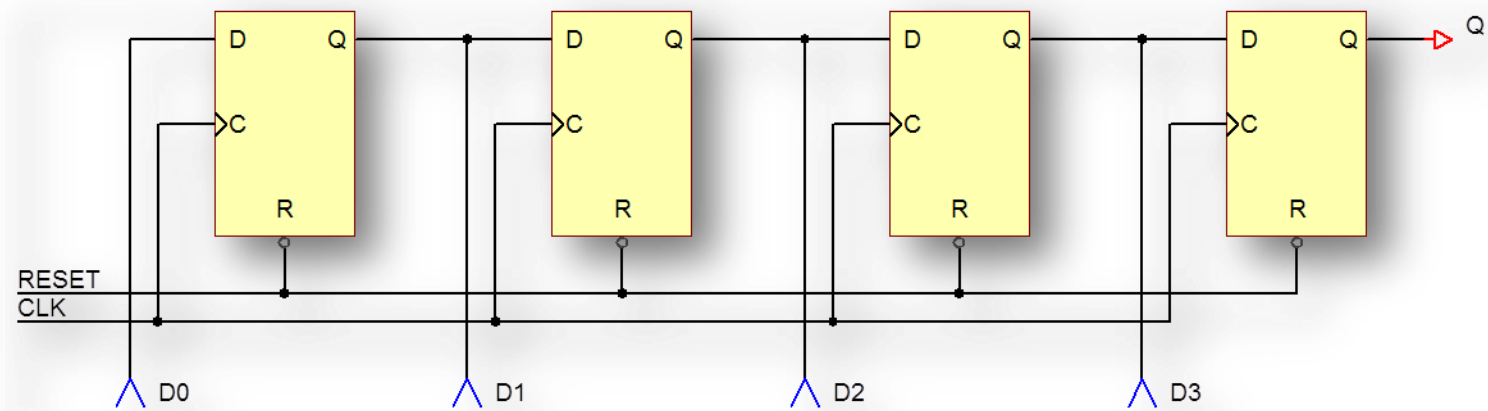 D Q D Q D Q D Q Q
C C C C
R R R R
RESET
CLK
D0 D1 D2 D3